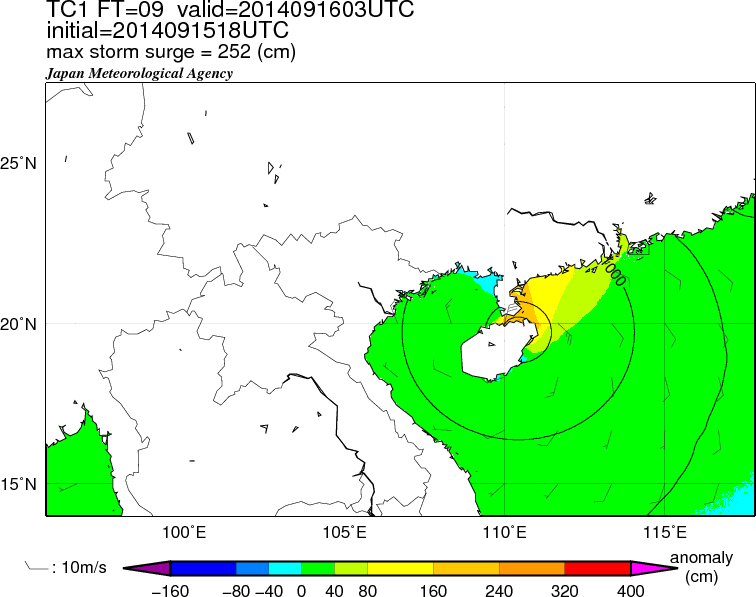 TC1 FT=09 valid=2014091603UTC
initial=2014091518UTC
max storm surge = 252 (cm)
Japan Meteorological Agency
25°N
20°N
15°N
000
100°E 105°E 110°E 115°E
: 10m/s
anomaly
(cm)
−160 −80 −40 0 40 80 160 240 320 400